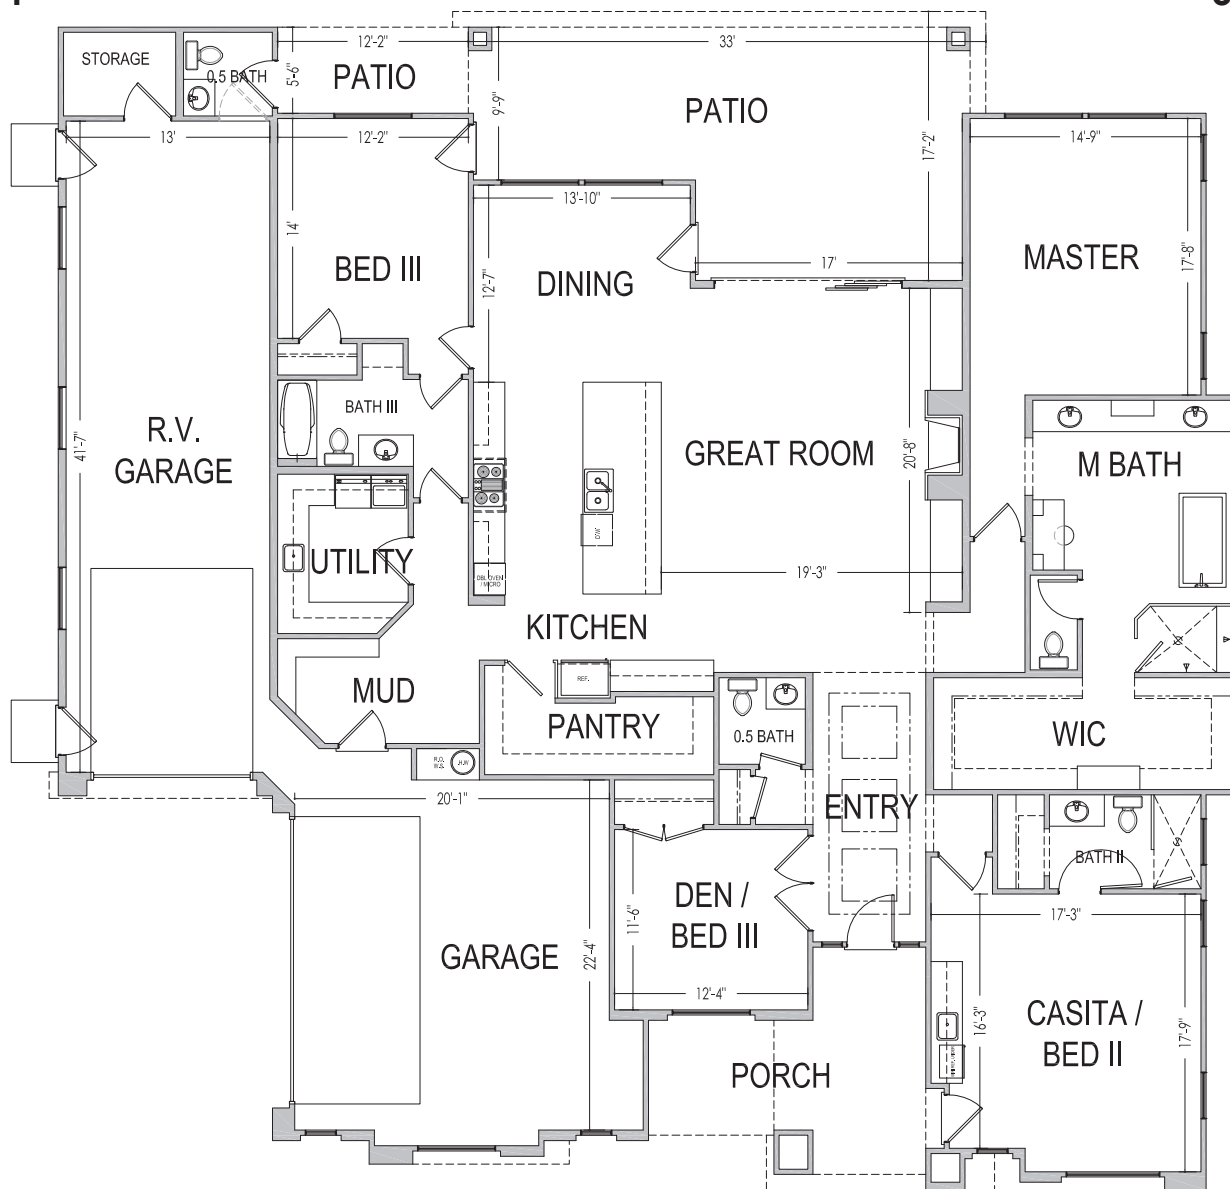 STORAGE
0.5 BATH
12'-2"
5'-6"
PATIO
33'
9'-9"
PATIO
17'-2"
13'
12'-2"
14'-9"
14'
BED III
13'-10"
DINING
12'-7"
17'
MASTER
17'-8"
BATH III
R.V.
GARAGE
41'-7"
GREAT ROOM
20'-8"
M BATH
D/W
UTILITY
DBL OVEN
/ MICRO
19'-3"
KITCHEN
REF.
MUD
PANTRY
0.5 BATH
WIC
R.O.
W.S.
H.W
20'-1"
ENTRY
BATH II
DEN /
BED III
11'-6"
12'-4"
17'-3"
GARAGE
22'-4"
16'-3"
CASITA /
BED II
17'-9"
PORCH